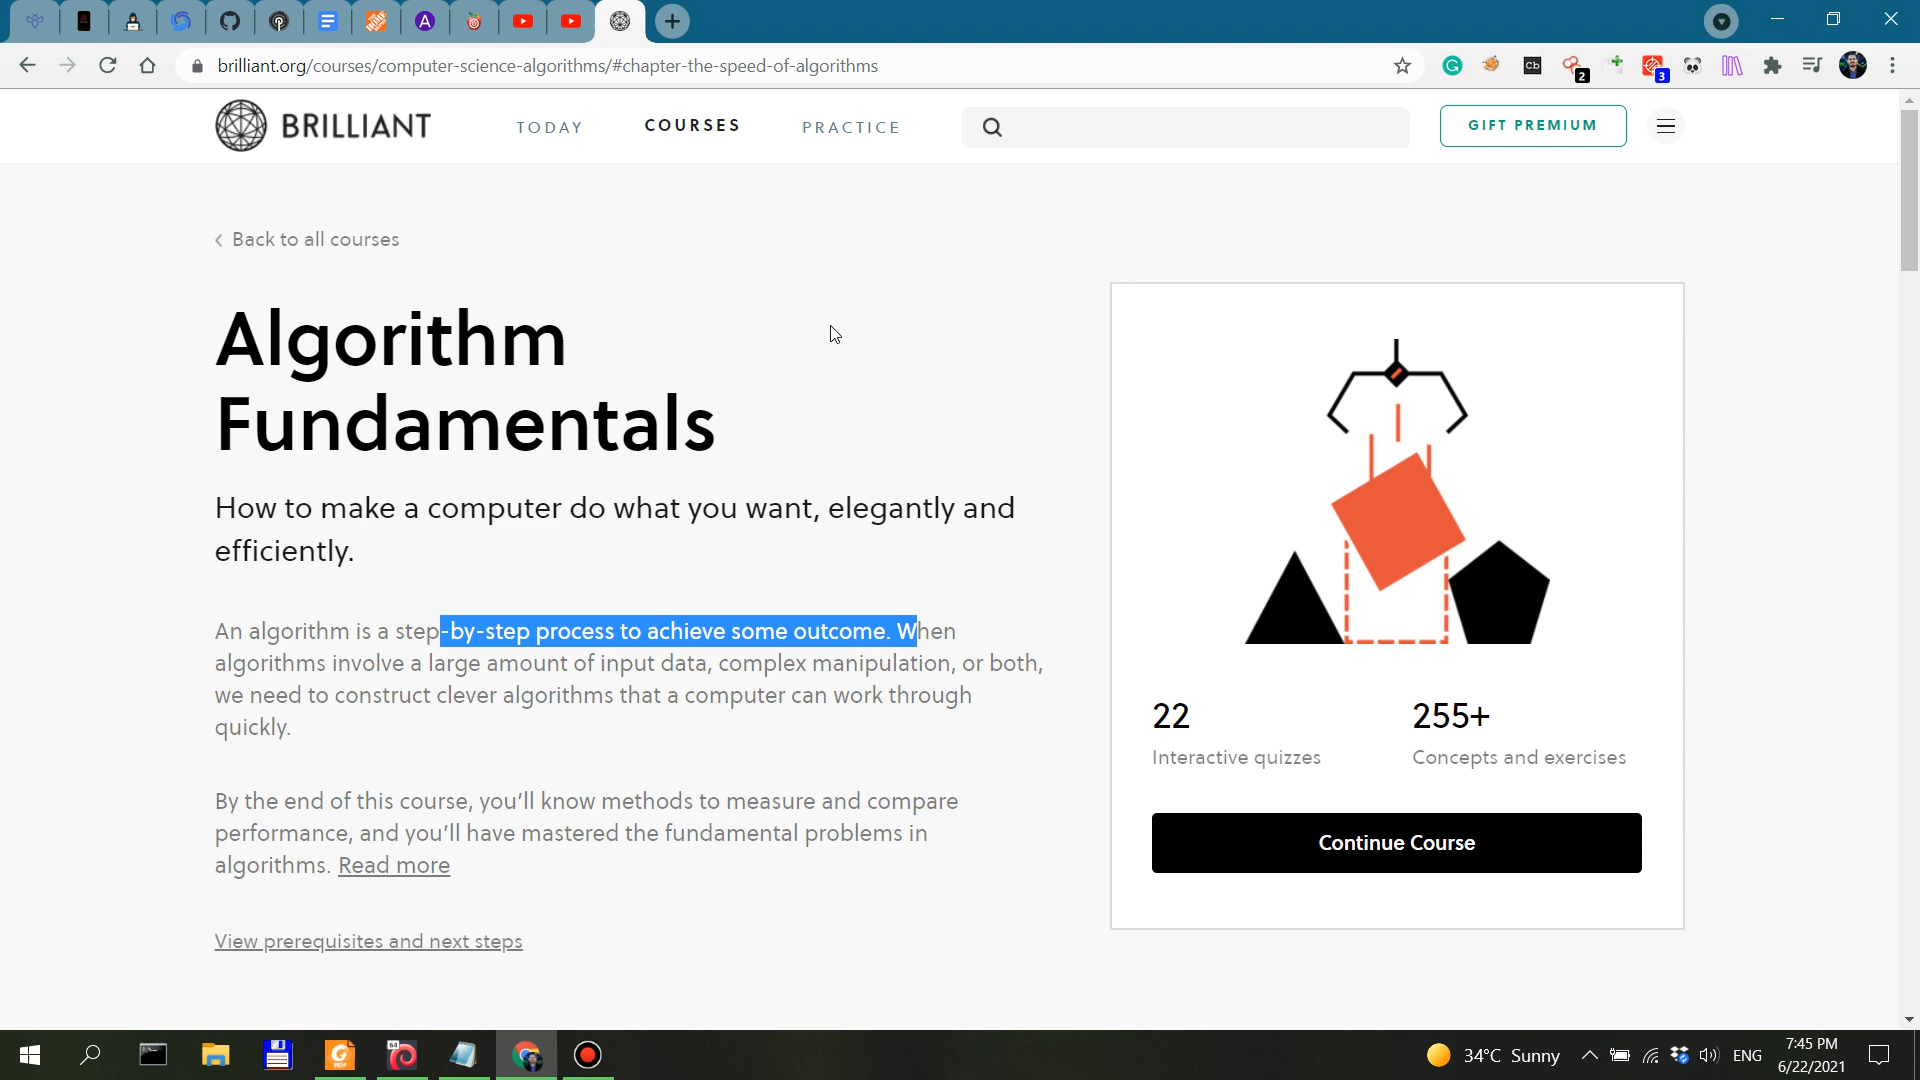 brilliant.org/courses/computer-science-algorithms/#chapter-the-speed-of-algorithms
Cb
2
3
BRILLIANT
TODAY
COURSES
PRACTICE
GIFT PREMIUM
Back to all courses
Algorithm
Fundamentals
How to make a computer do what you want, elegantly and
efficiently.
An algorithm is a step-by-step process to achieve some outcome. When
algorithms involve a large amount of input data, complex manipulation, or both,
we need to construct clever algorithms that a computer can work through
quickly.
By the end of this course, you'll know methods to measure and compare
performance, and you'll have mastered the fundamental problems in
algorithms. Read more
View prerequisites and next steps
22
Interactive quizzes
255+
Concepts and exercises
Continue Course
64
34°C Sunny
ENG
7:45 PM
6/22/2021